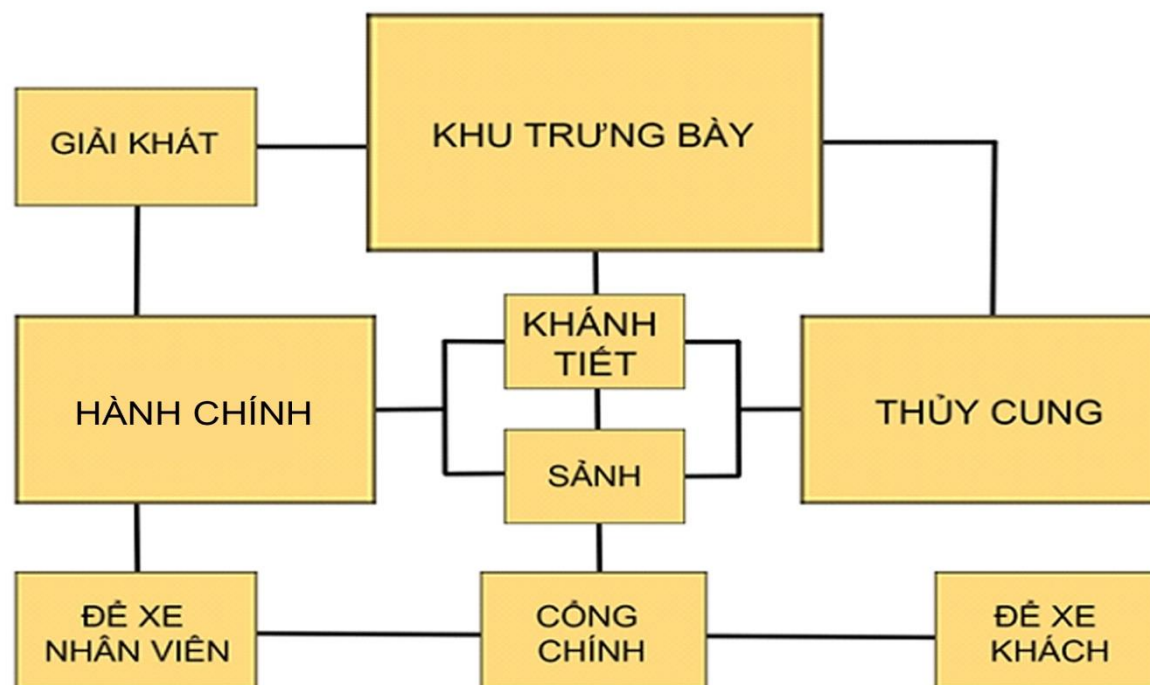 KHU TRƯNG BÀY
GIẢI KHÁT
KHÁNH
TIẾT
HÀNH CHÍNH
THỦY CUNG
SẢNH
ĐỂ XE
NHÂN VIÊN
CỔNG
CHÍNH
ĐỂ XE
KHÁCH